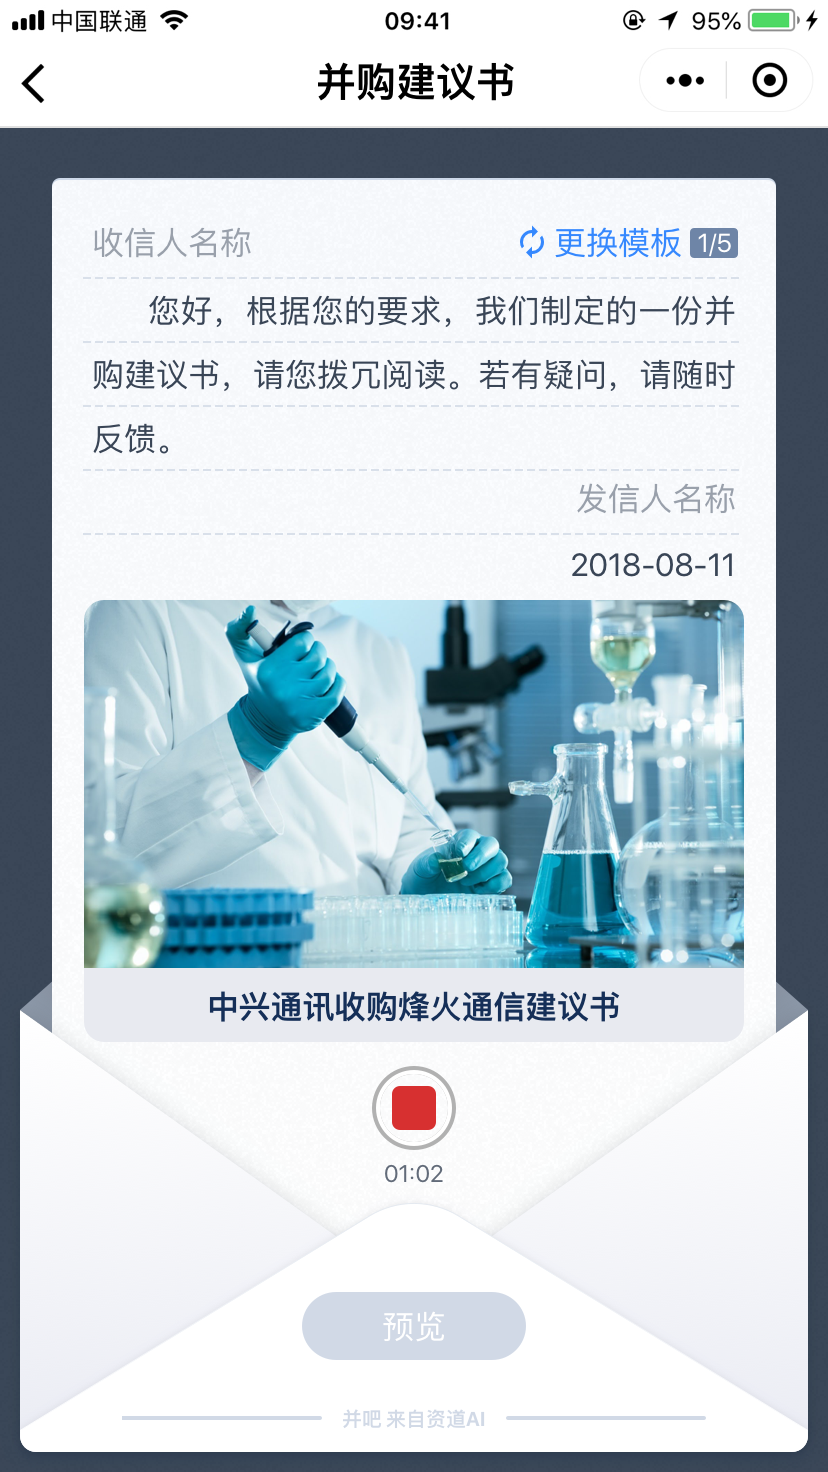 中国联通 09:41 95%
并购建议书
收信人名称 更换模板 1/5
您好，根据您的要求，我们制定的一份并
购建议书，请您拨冗阅读。若有疑问，请随时
反馈。
发信人名称
2018-08-11
中兴通讯收购烽火通信建议书
01:02
预览
并吧 来自资道AI